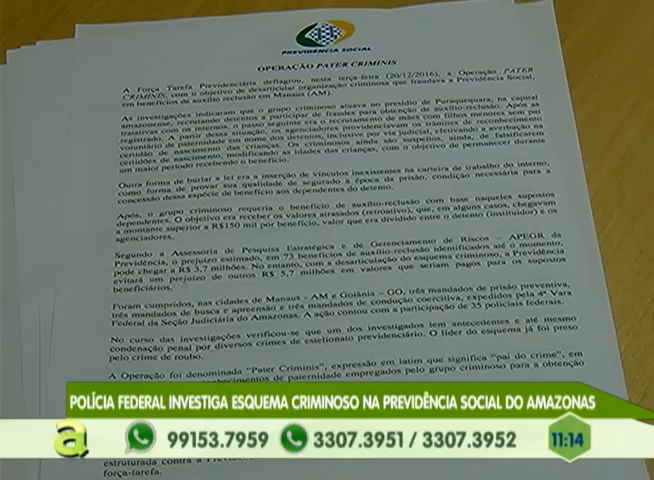 PREVIDÊNCIA SOCIAL
OPERAÇÃO PATER CRIMINIS
A Força Tarefa Previdenciária deflagrou, nesta terça-feira (20/12/2016), a Operação PATER
CRIMINIS, com o objetivo de desarticular organização criminosa que fraudava a Previdência Social,
em benefícios de auxílio reclusão em Manaus (AM).
As investigações indicaram que o grupo criminoso atuava no presídio de Puraquequara, na capital
amazonense, recrutando detentos a participar de fraudes para obtenção de auxílio-reclusão. Após as
tratativas com os internos, o passo seguinte era o recrutamento de mães com filhos menores sem pai
registrado. A partir dessa situação, os agenciadores providenciavam os trâmites de reconhecimento
voluntário de paternidade em nome dos detentos, inclusive por via judicial, efetivando a averbação na
certidão de nascimento das crianças. Os criminosos ainda são suspeitos, ainda, de falsificarem
certidões de nascimento, modificando as idades das crianças, com o objetivo de permanecer durante
um maior período recebendo o benefício.
Outra forma de burlar a lei era a inserção de vínculos inexistentes na carteira de trabalho do interno,
como forma de provar sua qualidade de segurado à época da prisão, condição necessária para a
concessão dessa espécie de benefício aos dependentes do detento.
Após, o grupo criminoso requeria o benefício de auxílio-reclusão com base naqueles supostos
dependentes. O objetivo era receber os valores atrasados (retroativo), que, em alguns casos, chegavam
a montante superior a R$150 mil por benefício, valor que era dividido entre o detento (instituidor) e os
agenciadores.
Segundo a Assessoria de Pesquisa Estratégica e de Gerenciamento de Riscos – APEGR da
Previdência, o prejuízo estimado, em 73 benefícios de auxílio-reclusão identificados até o momento,
pode chegar a R$ 3,7 milhões. No entanto, com a desarticulação do esquema criminoso, a Previdência
evitará um prejuízo de outros R$ 5,7 milhões em valores que seriam pagos para os supostos
beneficiários.
Foram cumpridos, nas cidades de Manaus - AM e Goiânia – GO, três mandados de prisão preventiva,
três mandados de busca e apreensão e três mandados de condução coercitiva, expedidos pela 4ª Vara
Federal da Seção Judiciária do Amazonas. A ação contou com a participação de 35 policiais federais.
No curso das investigações verificou-se que um dos investigados tem antecedentes e até mesmo
condenação penal por diversos crimes de estelionato previdenciário. O líder do esquema já foi preso
pelo crime de roubo.
A Operação foi denominada "Pater Criminis", expressão em latim que significa "pai do crime", em
conhecimentos de paternidade empregados pelo grupo criminoso para a obtenção
POLÍCIA FEDERAL INVESTIGA ESQUEMA CRIMINOSO NA PREVIDÊNCIA SOCIAL DO AMAZONAS
a 99153.7959 3307.3951 / 3307.3952 11:14
estruturada contra a
força-tarefa.